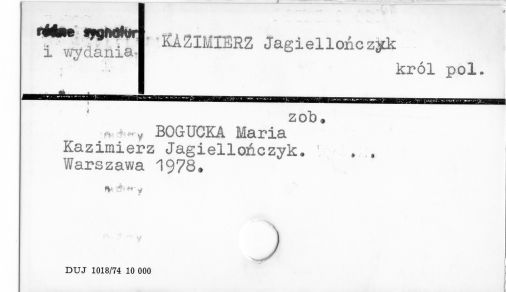 różne sygnatury
i wydania
KAZIMIERZ Jagiellończyk
król pol.
zob.
BOGUCKA Maria
Kazimierz Jagiellończyk. . .
Warszawa 1978.
DUJ 1018/74 10 000